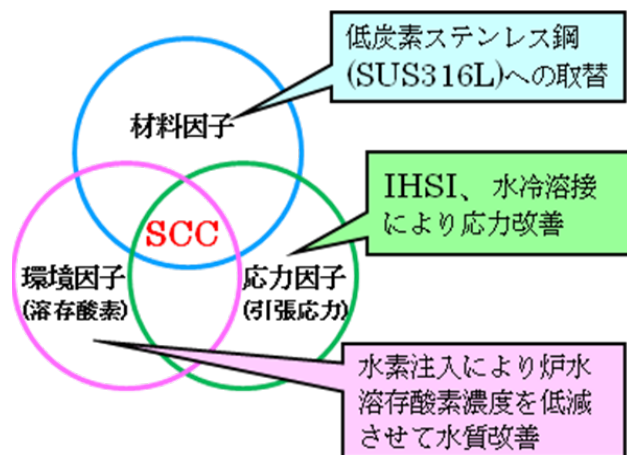 低炭素ステンレス鋼
(SUS316L)への取替
材料因子
IHSI、水冷溶接
により応力改善
SCC
環境因子
(溶存酸素)
応力因子
(引張応力)
水素注入により炉水
溶存酸素濃度を低減
させて水質改善